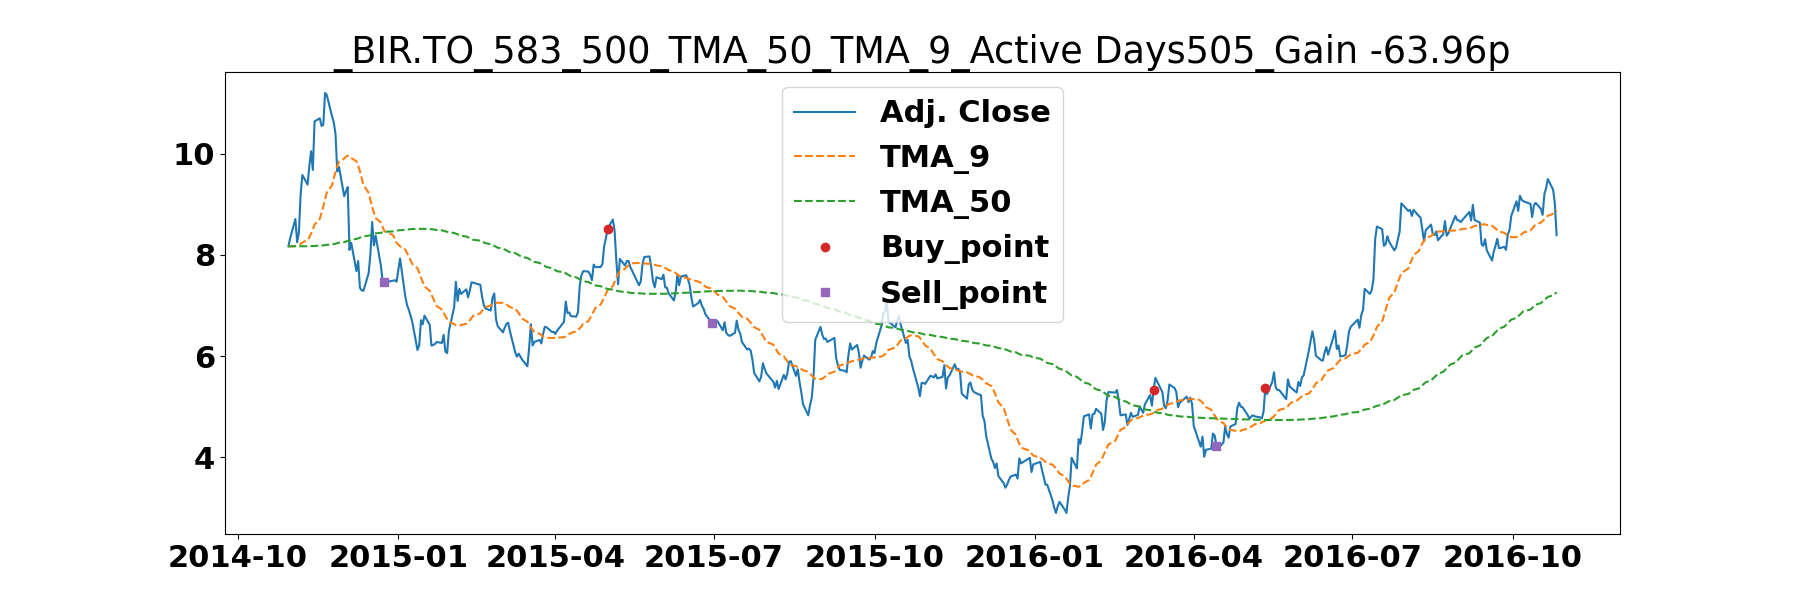 _BIR.TO_583_500_TMA_50_TMA_9_Active Days505_Gain -63.96p
10
8
6
4
Adj. Close
TMA_9
TMA_50
Buy_point
Sell_point
2014-10 2015-01 2015-04 2015-07 2015-10 2016-01 2016-04 2016-07 2016-10